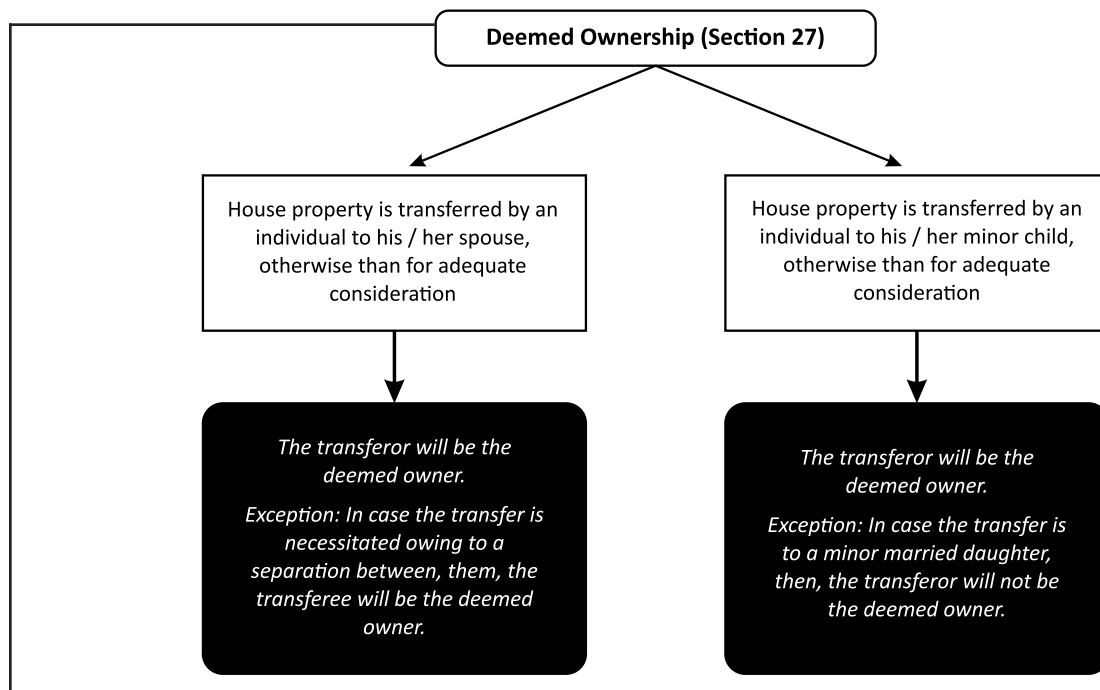 Deemed Ownership (Section 27)
House property is transferred by an
individual to his / her spouse,
otherwise than for adequate
consideration
House property is transferred by an
individual to his / her minor child,
otherwise than for adequate
consideration
The transferor will be the
deemed owner.
Exception: In case the transfer is
necessitated owing to a
separation between, them, the
transferee will be the deemed
owner.
The transferor will be the
deemed owner.
Exception: In case the transfer is
to a minor married daughter,
then, the transferor will not be
the deemed owner.